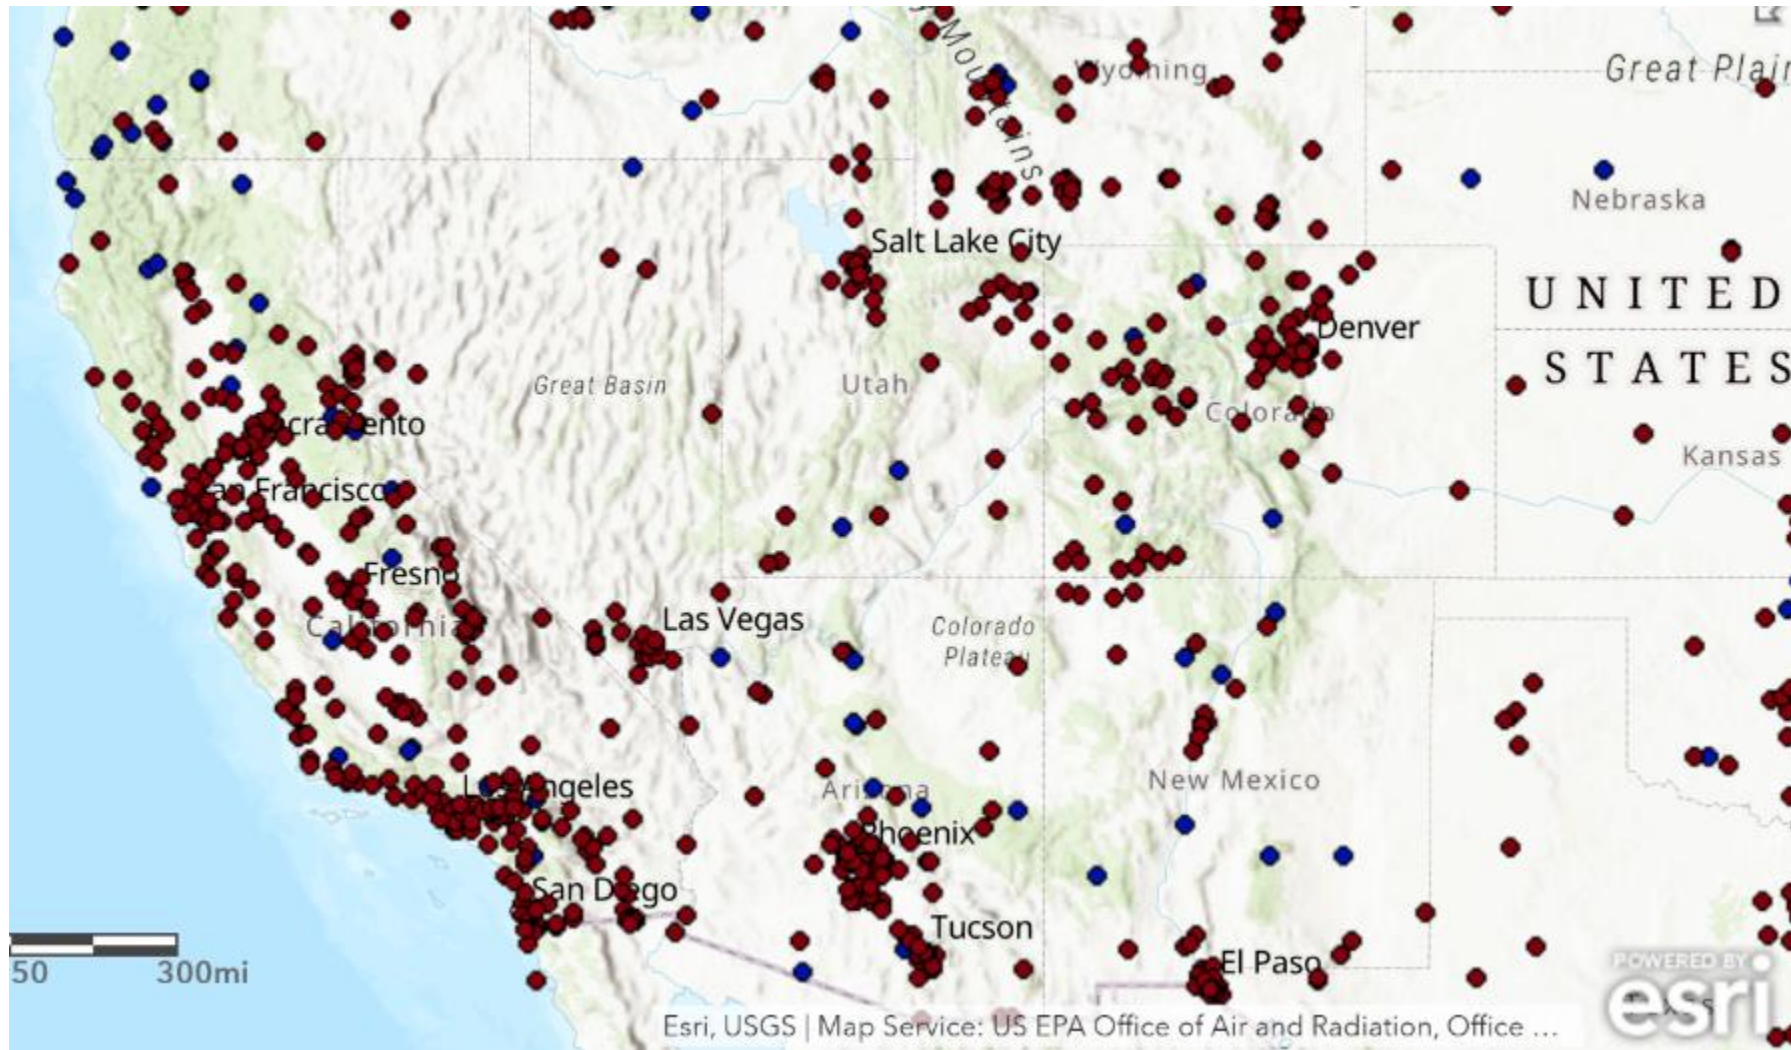 Mountains
Wyoming
Great Plain
Nebraska
Salt Lake City
UNITED
Denver
STATES
Great Basin
Utah
Colorado
Sacramento
Kansas
San Francisco
Fresno
Las Vegas
California
Colorado
Plateau
Los Angeles
Arizona
New Mexico
Phoenix
San Diego
Tucson
El Paso
50
300mi
POWERED BY
esri
Texas
Esri, USGS | Map Service: US EPA Office of Air and Radiation, Office ...